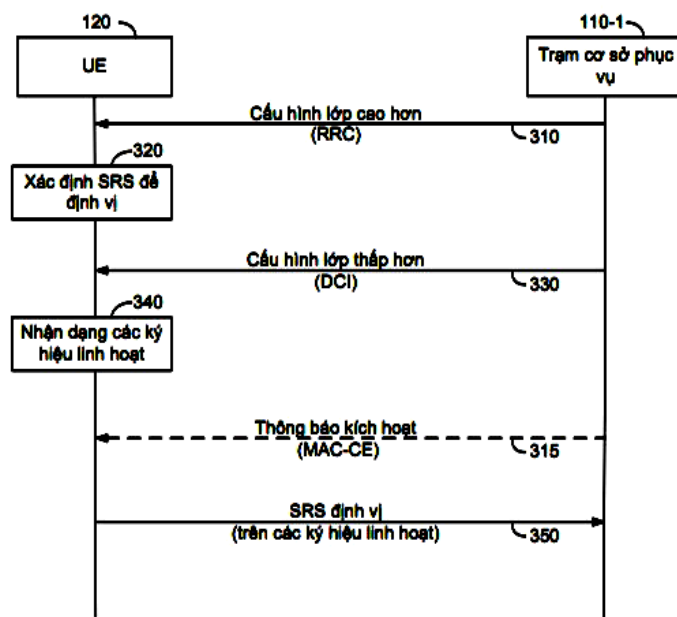 120
110-1
UE
Trạm cơ sở phục
vụ
Cấu hình lớp cao hơn
(RRC)
310
320
Xác định SRS để
định vị
Cấu hình lớp thấp hơn
(DCI)
330
340
Nhận dạng các ký
hiệu linh hoạt
Thông báo kích hoạt
(MAC-CE)
315
SRS định vị
(trên các ký hiệu linh hoạt)
350